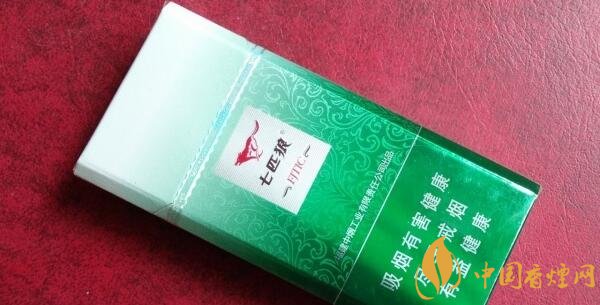 七匹狼®
FJTIC
福建中烟工业有限责任公司出品
吸烟有害健康
尽早戒烟
有益健康
中国香烟网